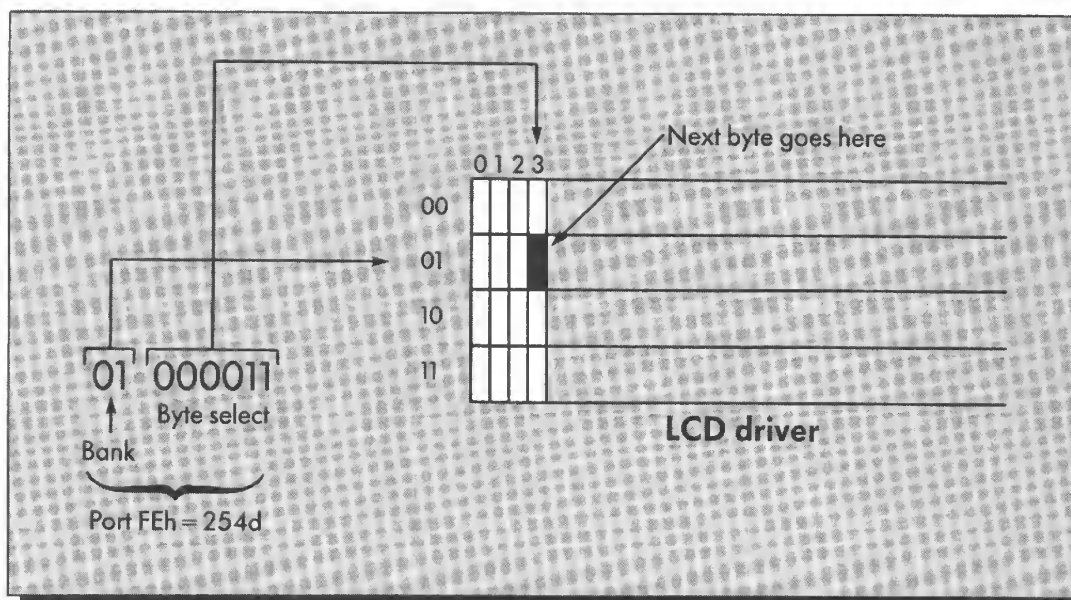 Next byte goes here
0 1 2 3
00
01
10
11
01 000011
Byte select
Bank
Port FEh = 254d
LCD driver